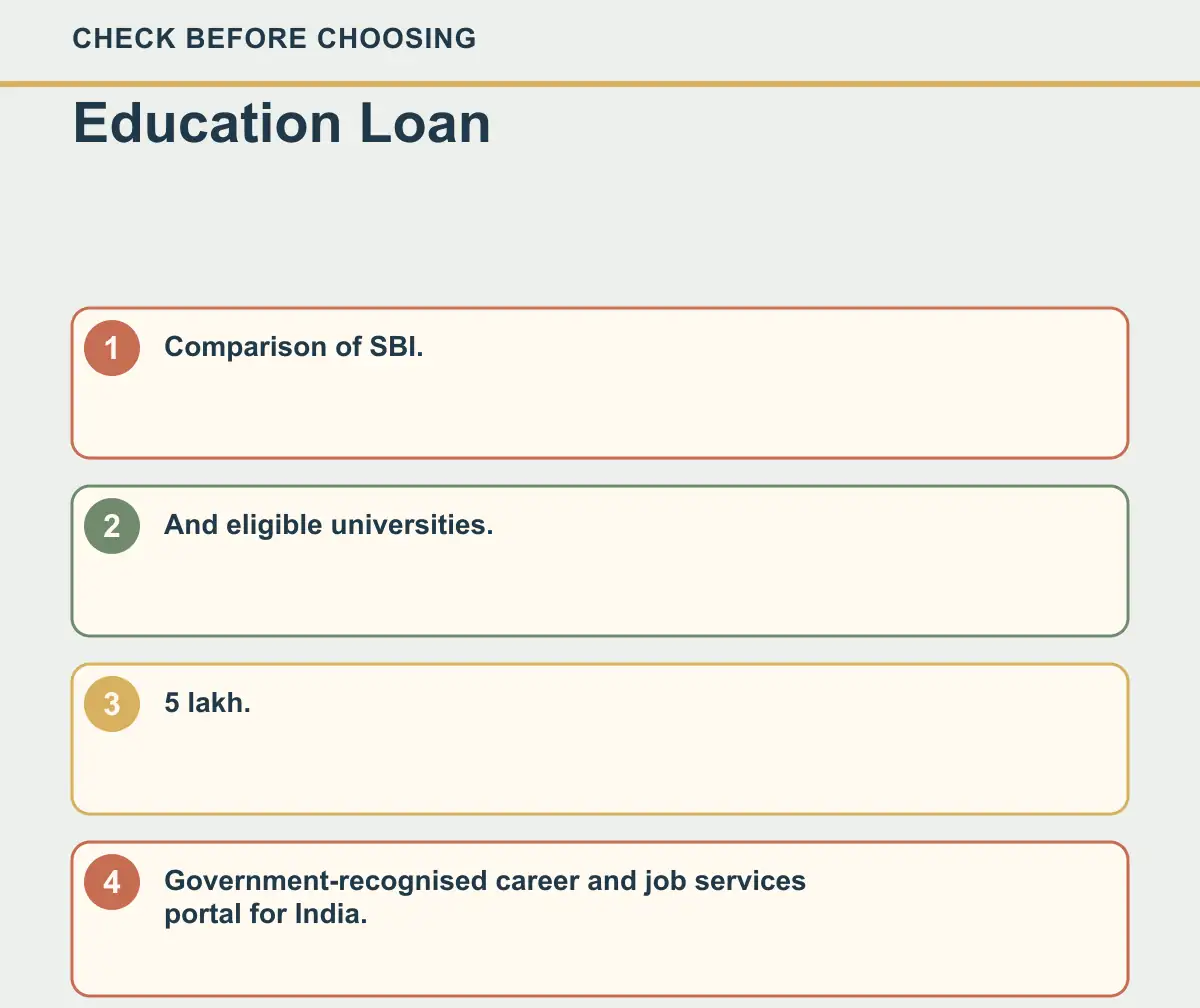 CHECK BEFORE CHOOSING
Education Loan
1
Comparison of SBI.
2
And eligible universities.
3
5 lakh.
4
Government-recognised career and job services
portal for India.